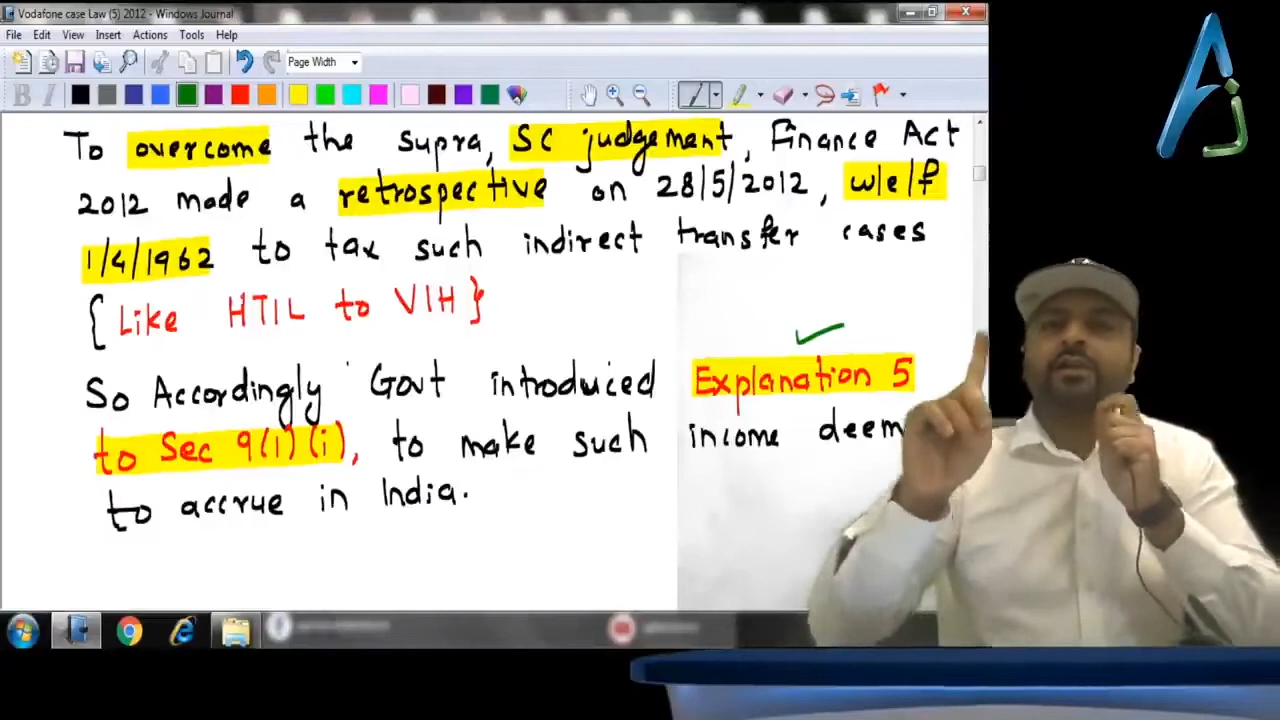 Vodafone case Law (5) 2012 - Windows Journal
File Edit View Insert Actions Tools Help
Page Width
B I
To overcome the supra, SC judgement, Finance Act
2012 made a retrospective on 28/5/2012, w/e/f
1/4/1962 to tax such indirect transfer cases
{Like HTIL to VIH}
So Accordingly Govt introduced Explanation 5
to Sec 9(1)(i), to make such income deem
to accrue in India.
AJ